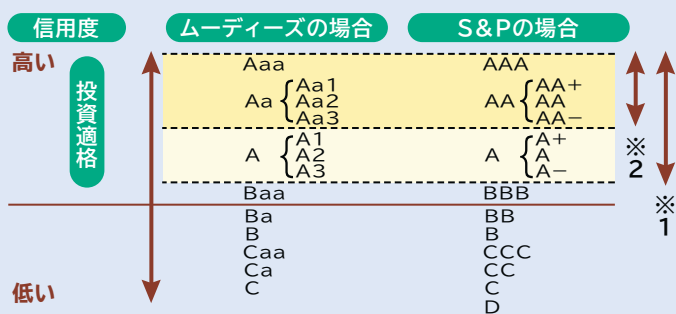 信用度 ムーディーズの場合 S&Pの場合
高い
投資適格
Aaa AAA
Aa1 AA+
Aa Aa2 AA AA
Aa3 AA−
A1 A+
A A2 A A
A3 A−
※2
※1
Baa BBB
Ba BB
B B
Caa CCC
Ca CC
C C
D
低い